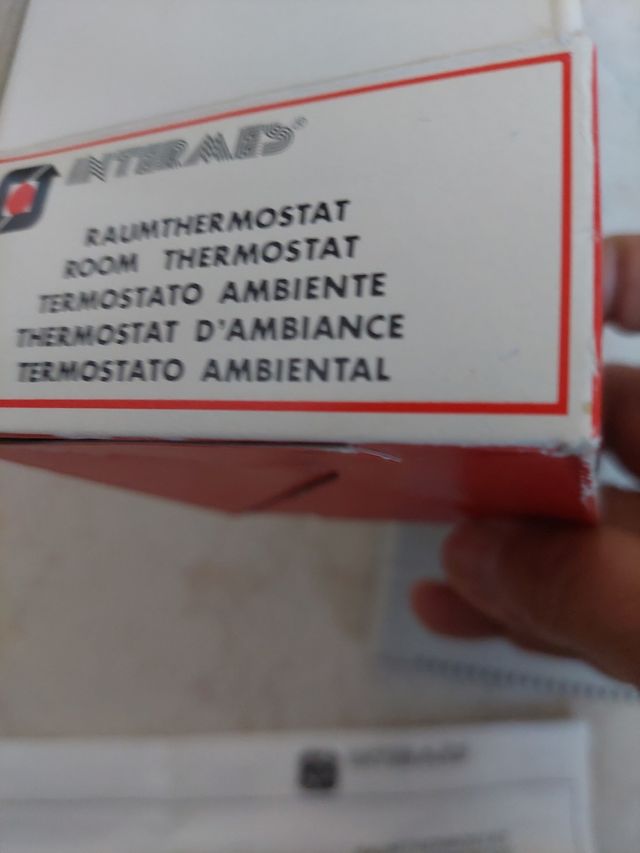 INTERMES®
RAUMTHERMOSTAT
ROOM THERMOSTAT
TERMOSTATO AMBIENTE
THERMOSTAT D'AMBIANCE
TERMOSTATO AMBIENTAL